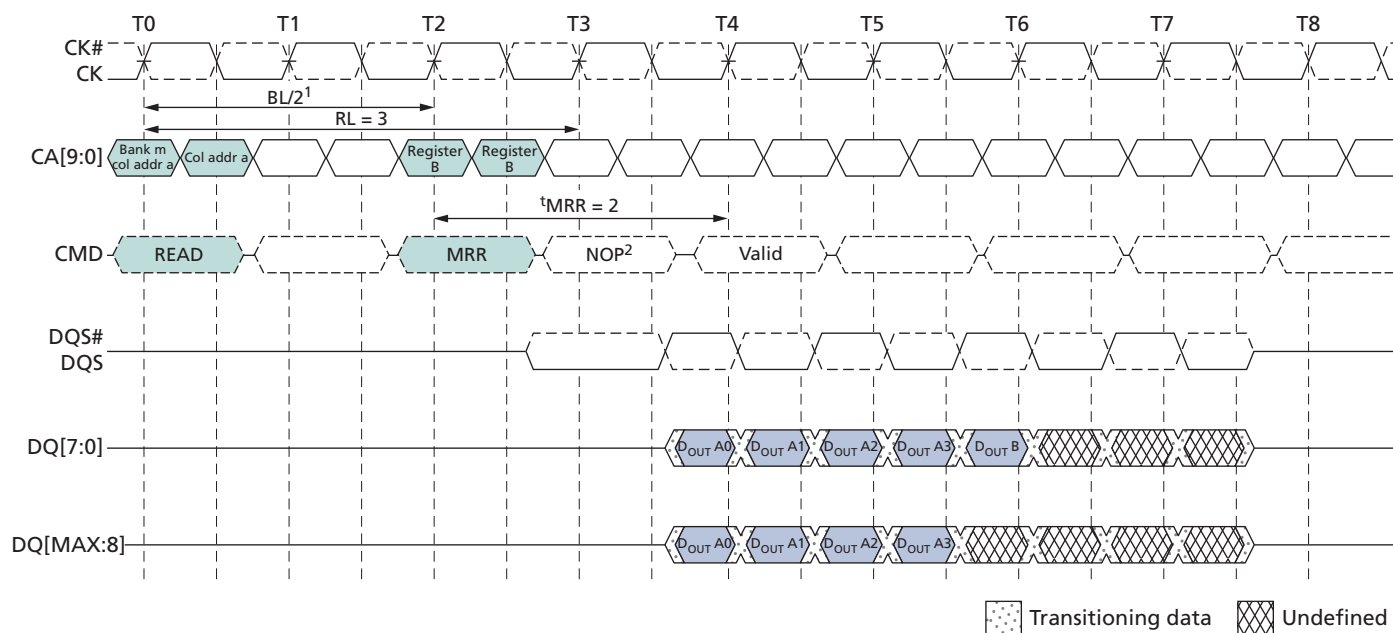 T0 T1 T2 T3 T4 T5 T6 T7 T8
CK#
CK
BL/2¹
RL = 3
CA[9:0]
Bank m
col addr a
Col addr a
Register
B
Register
B
ᵗMRR = 2
CMD
READ
MRR
NOP²
Valid
DQS#
DQS
DQ[7:0]
DOUT A0 DOUT A1 DOUT A2 DOUT A3 DOUT B
DQ[MAX:8]
DOUT A0 DOUT A1 DOUT A2 DOUT A3
Transitioning data
Undefined